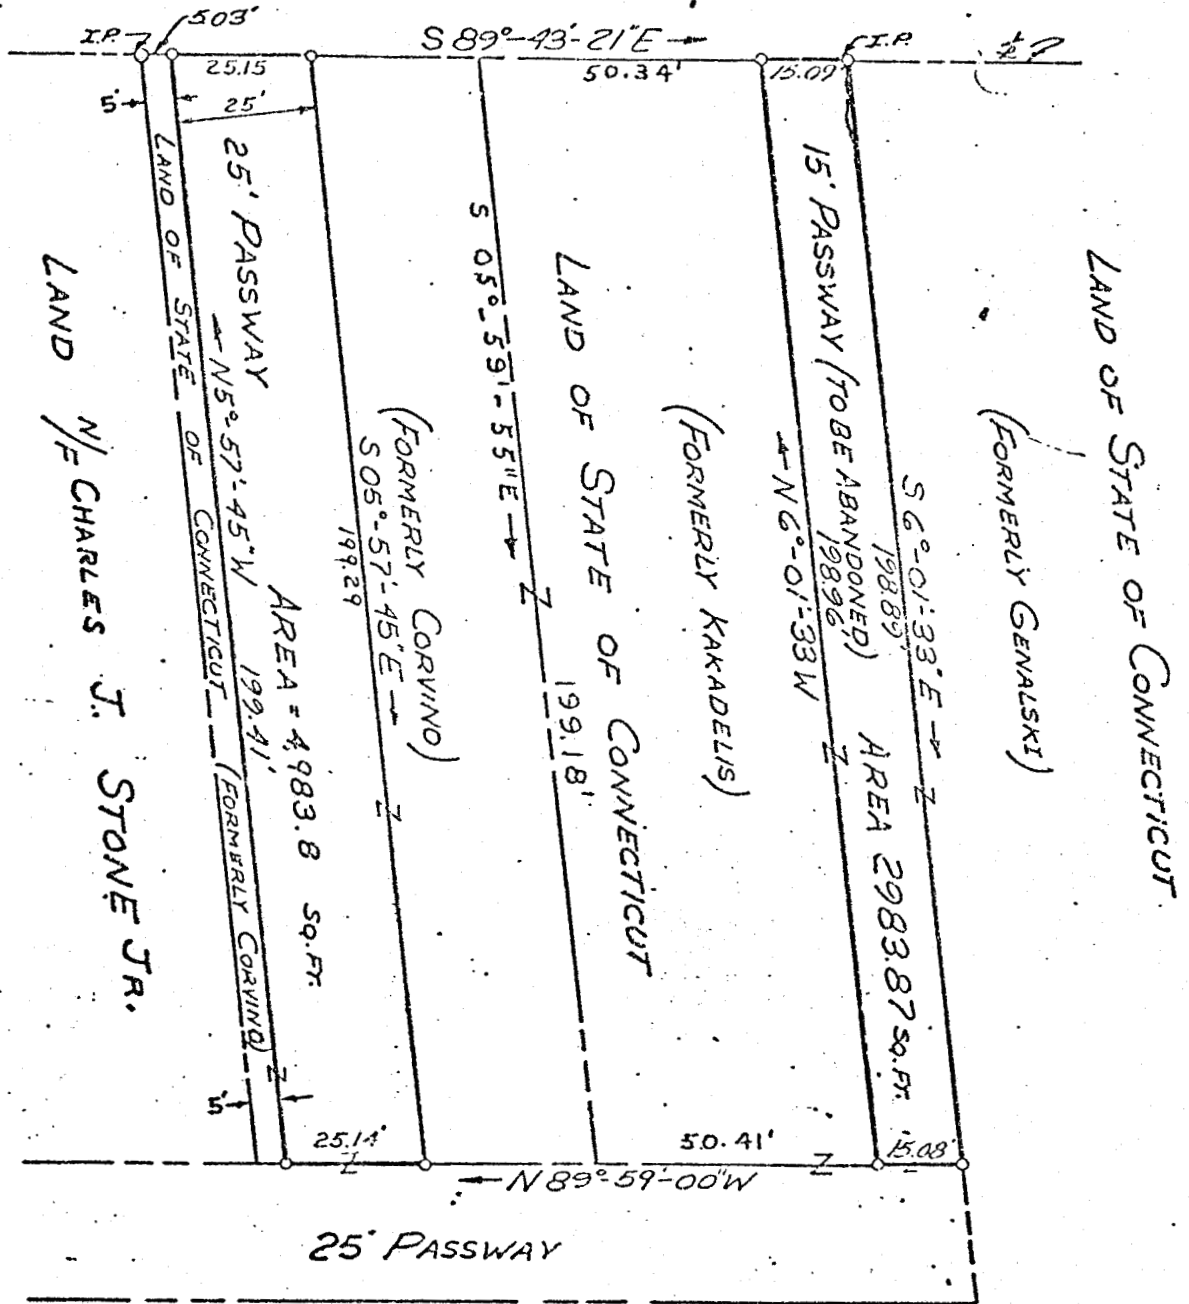 I.P.
5.03'
S 89°-43'-21"E
I.P.
25.15
50.34'
15.09'
5'
25'
LAND N/F CHARLES J. STONE JR.
LAND OF STATE OF CONNECTICUT (FORMERLY CORVINO)
25' PASSWAY
N5°-57'-45"W 199.41'
AREA = 4,983.8 SQ.FT.
(FORMERLY CORVINO)
S 05°-57'-45"E
199.29
S 05°-59'-55"E
199.18'
LAND OF STATE OF CONNECTICUT
(FORMERLY KAKADELIS)
N6°-01'-33W
15' PASSWAY (TO BE ABANDONED)
198.96
AREA 2983.87 SQ.FT.
198.89
S 6°-01'-33"E
(FORMERLY GENALSKI)
LAND OF STATE OF CONNECTICUT
5'
25.14'
50.41'
15.08'
N 89°-59'-00"W
25' PASSWAY